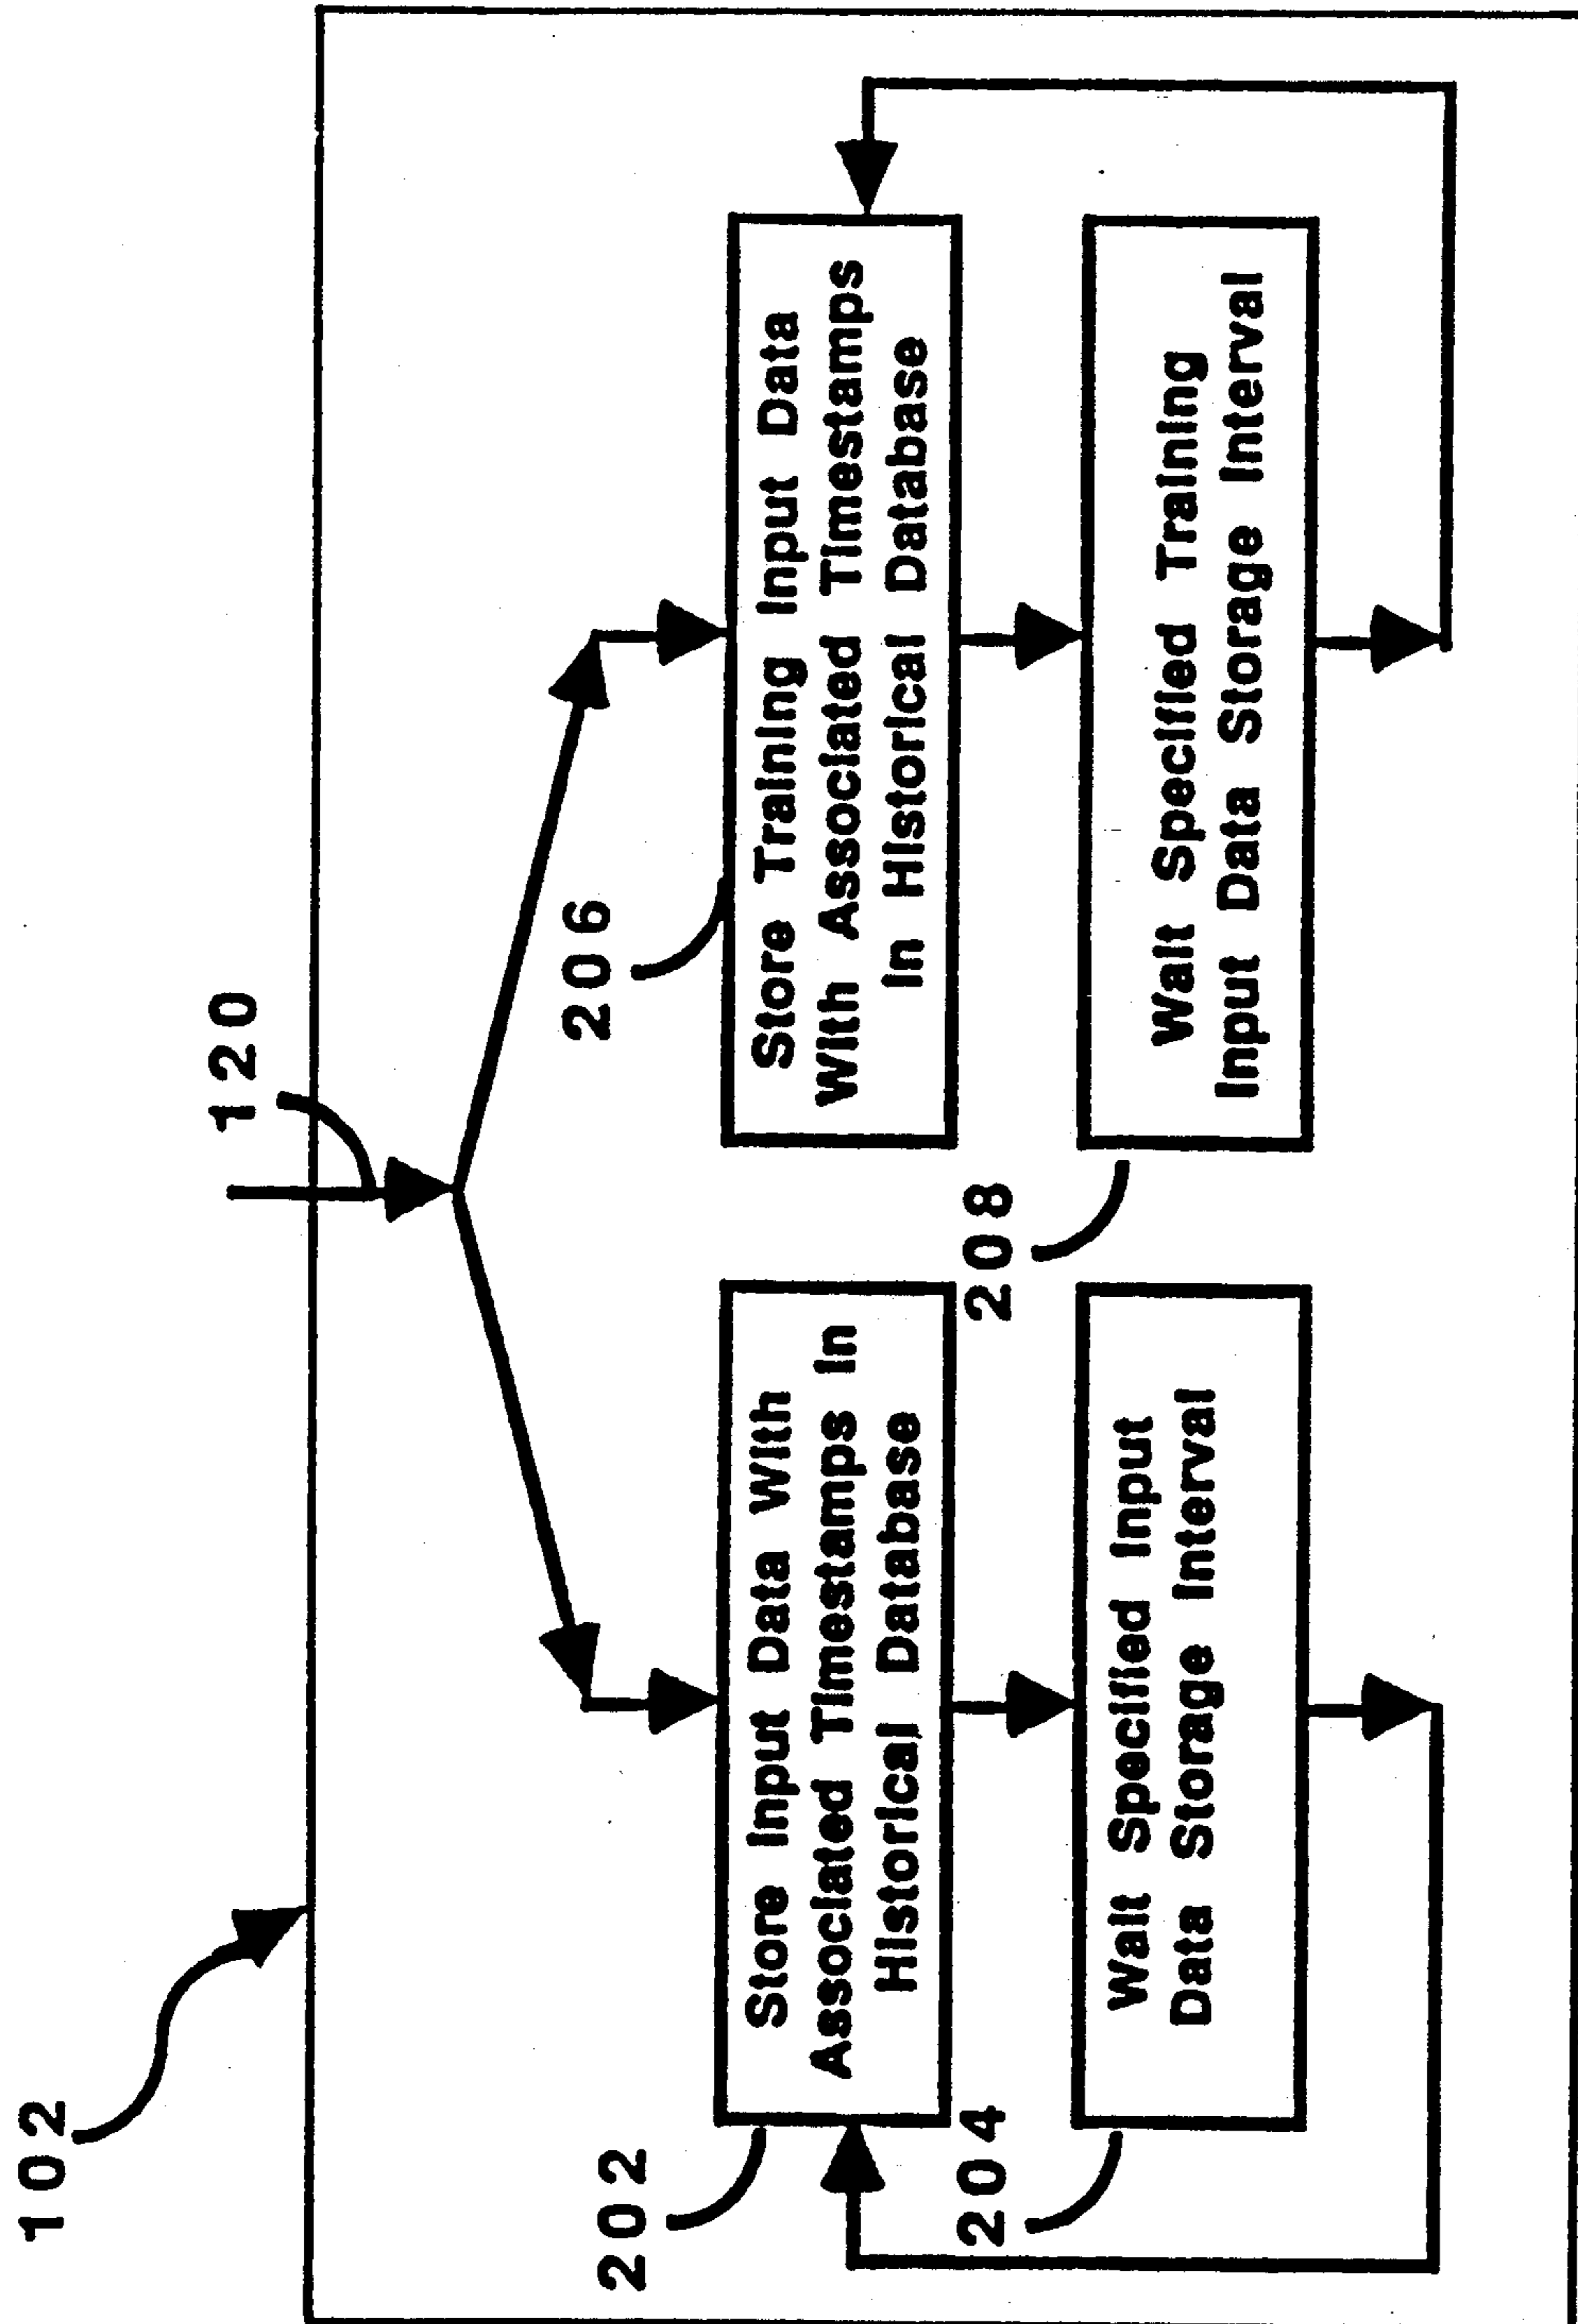 102
120
206
202
Store Input Data With
Associated Timestamps In
Historical Database
Store Training Input Data
With Associated Timestamps
In Historical Database
204
208
Wait Specified Input
Data Storage Interval
Wait Specified Training
Input Data Storage Interval